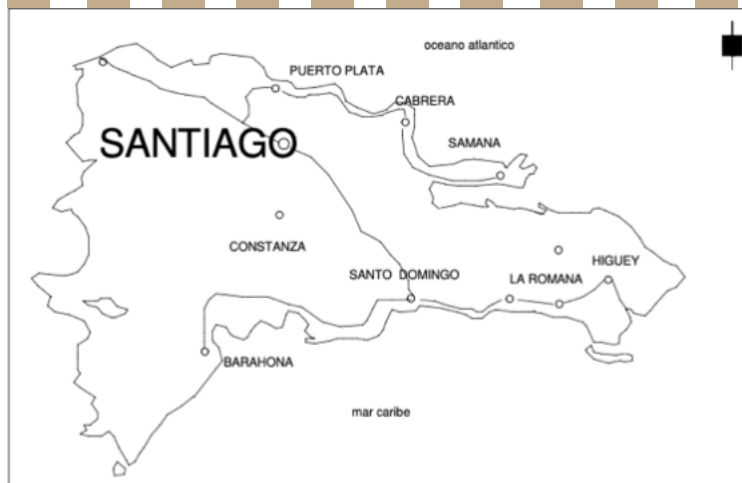 oceano atlantico
PUERTO PLATA
CABRERA
SANTIAGO
SAMANA
CONSTANZA
HIGUEY
SANTO DOMINGO
LA ROMANA
BARAHONA
mar caribe